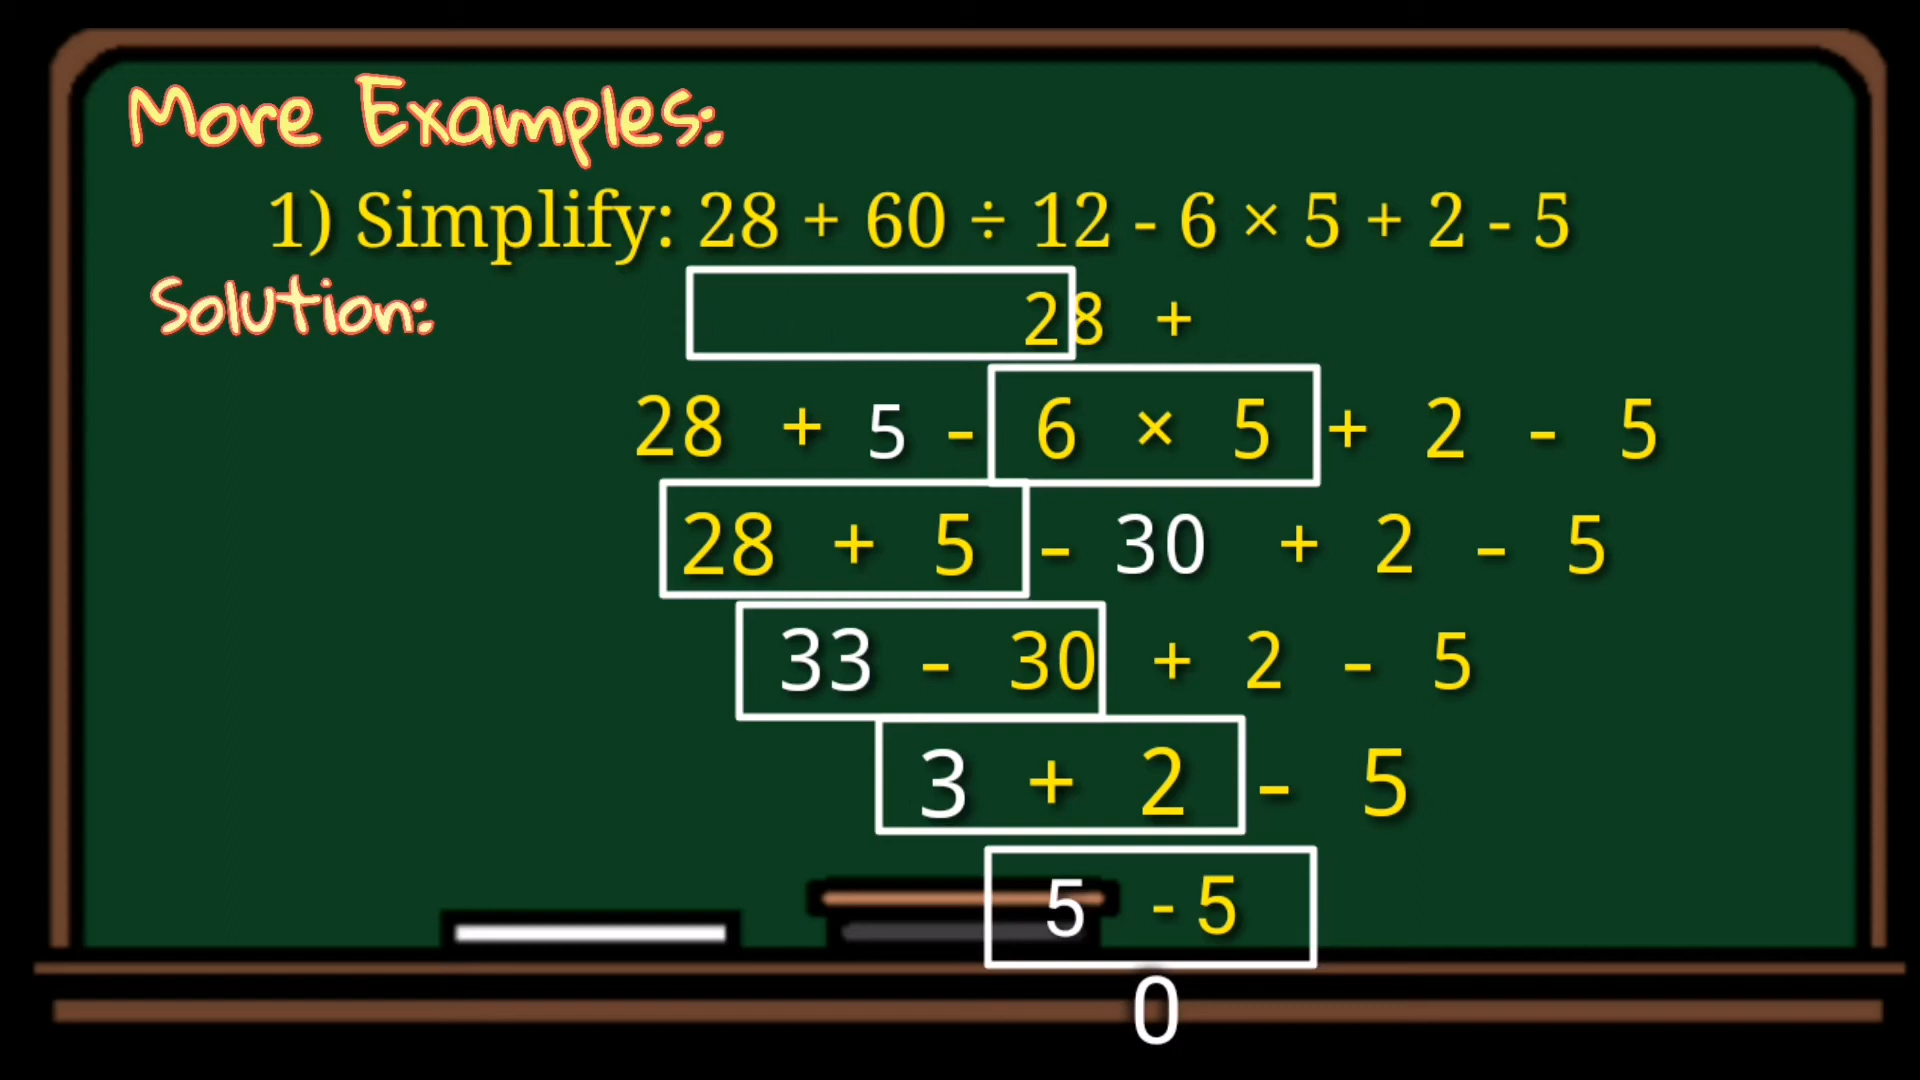 More Examples:
1) Simplify: 28 + 60 ÷ 12 - 6 × 5 + 2 - 5
Solution:
28 +
28 + 5 - 6 × 5 + 2 - 5
28 + 5 - 30 + 2 - 5
33 - 30 + 2 - 5
3 + 2 - 5
5 - 5
0